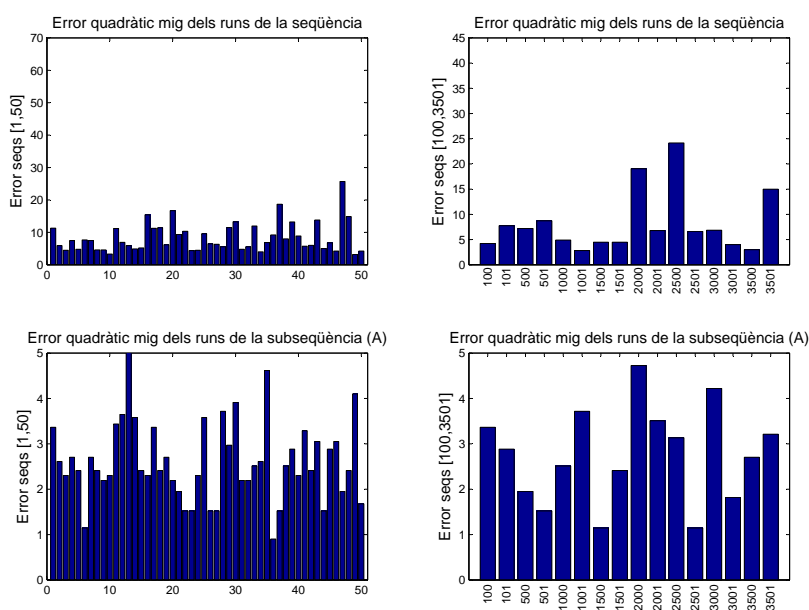 Error quadràtic mig dels runs de la seqüència
Error seqs [1,50]
70
60
50
40
30
20
10
0
0 10 20 30 40 50
Error quadràtic mig dels runs de la seqüència
Error seqs [100,3501]
45
40
35
30
25
20
15
10
5
0
100 101 500 501 1000 1001 1500 1501 2000 2001 2500 2501 3000 3001 3500 3501
Error quadràtic mig dels runs de la subseqüència (A)
Error seqs [1,50]
5
4
3
2
1
0
0 10 20 30 40 50
Error quadràtic mig dels runs de la subseqüència (A)
Error seqs [100,3501]
5
4
3
2
1
0
100 101 500 501 1000 1001 1500 1501 2000 2001 2500 2501 3000 3001 3500 3501